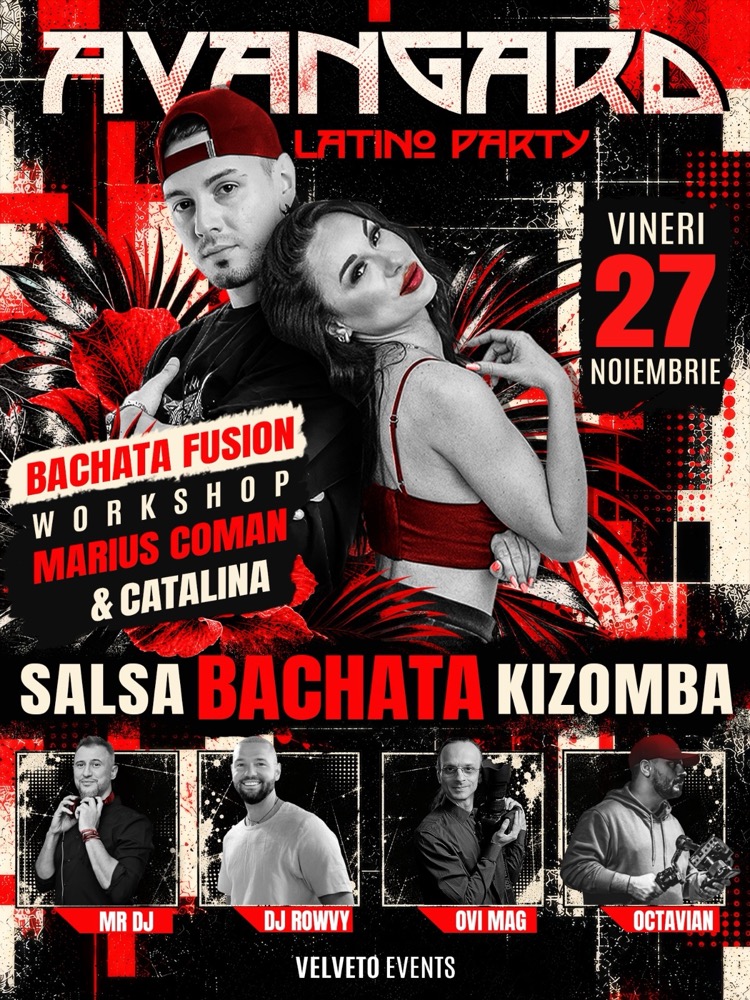 AVANGARD
LATINO PARTY
VINERI
27
NOIEMBRIE
BACHATA FUSION
WORKSHOP
MARIUS COMAN
& CATALINA
SALSA BACHATA KIZOMBA
MR DJ
DJ ROWVY
OVI MAG
OCTAVIAN
VELVETO EVENTS